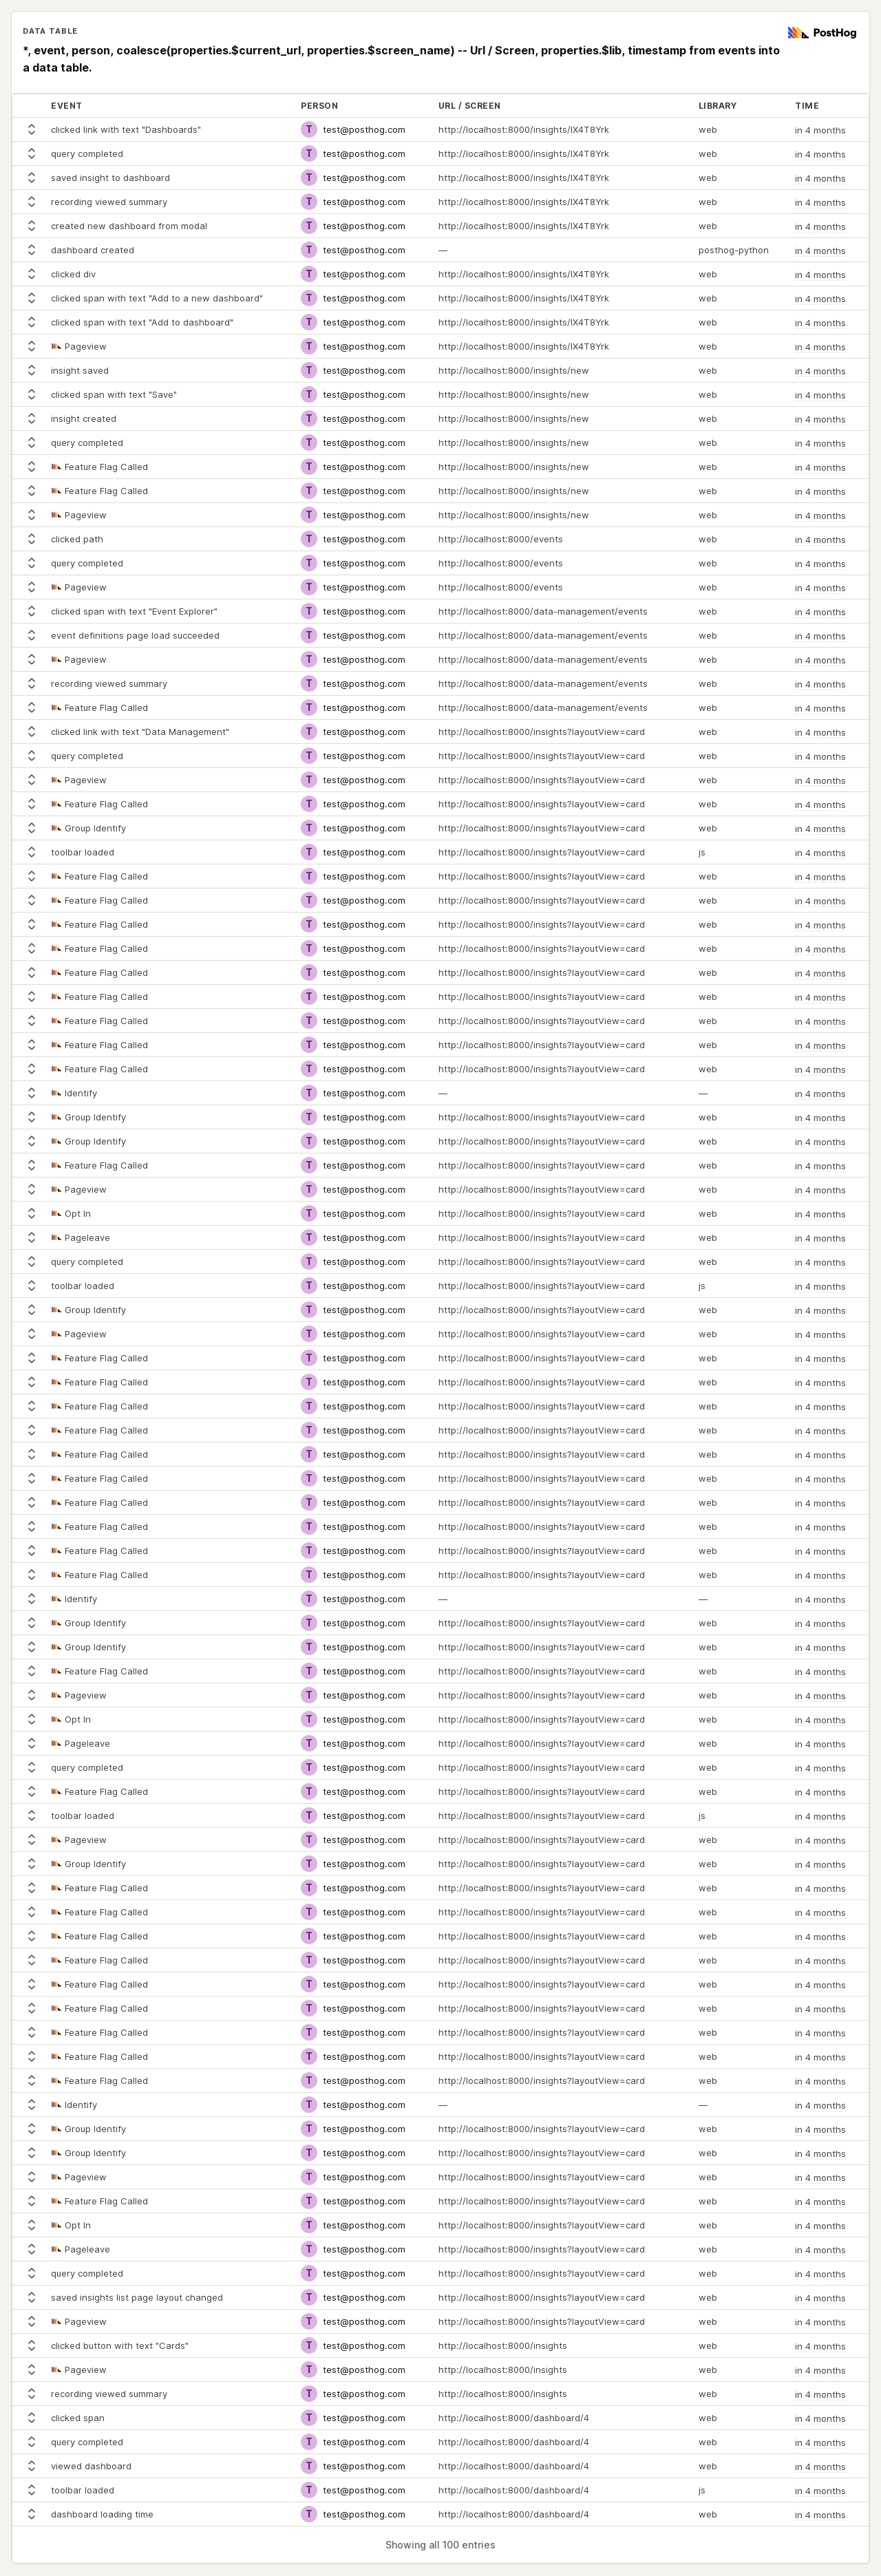 DATA TABLE
*, event, person, coalesce(properties.$current_url, properties.$screen_name) -- Url / Screen, properties.$lib, timestamp from events into
a data table.
PostHog
EVENT PERSON URL / SCREEN LIBRARY TIME
clicked link with text "Dashboards" T test@posthog.com http://localhost:8000/insights/IX4T8Yrk web in 4 months
query completed T test@posthog.com http://localhost:8000/insights/IX4T8Yrk web in 4 months
saved insight to dashboard T test@posthog.com http://localhost:8000/insights/IX4T8Yrk web in 4 months
recording viewed summary T test@posthog.com http://localhost:8000/insights/IX4T8Yrk web in 4 months
created new dashboard from modal T test@posthog.com http://localhost:8000/insights/IX4T8Yrk web in 4 months
dashboard created T test@posthog.com — posthog-python in 4 months
clicked div T test@posthog.com http://localhost:8000/insights/IX4T8Yrk web in 4 months
clicked span with text "Add to a new dashboard" T test@posthog.com http://localhost:8000/insights/IX4T8Yrk web in 4 months
clicked span with text "Add to dashboard" T test@posthog.com http://localhost:8000/insights/IX4T8Yrk web in 4 months
Pageview T test@posthog.com http://localhost:8000/insights/IX4T8Yrk web in 4 months
insight saved T test@posthog.com http://localhost:8000/insights/new web in 4 months
clicked span with text "Save" T test@posthog.com http://localhost:8000/insights/new web in 4 months
insight created T test@posthog.com http://localhost:8000/insights/new web in 4 months
query completed T test@posthog.com http://localhost:8000/insights/new web in 4 months
Feature Flag Called T test@posthog.com http://localhost:8000/insights/new web in 4 months
Feature Flag Called T test@posthog.com http://localhost:8000/insights/new web in 4 months
Pageview T test@posthog.com http://localhost:8000/insights/new web in 4 months
clicked path T test@posthog.com http://localhost:8000/events web in 4 months
query completed T test@posthog.com http://localhost:8000/events web in 4 months
Pageview T test@posthog.com http://localhost:8000/events web in 4 months
clicked span with text "Event Explorer" T test@posthog.com http://localhost:8000/data-management/events web in 4 months
event definitions page load succeeded T test@posthog.com http://localhost:8000/data-management/events web in 4 months
Pageview T test@posthog.com http://localhost:8000/data-management/events web in 4 months
recording viewed summary T test@posthog.com http://localhost:8000/data-management/events web in 4 months
Feature Flag Called T test@posthog.com http://localhost:8000/data-management/events web in 4 months
clicked link with text "Data Management" T test@posthog.com http://localhost:8000/insights?layoutView=card web in 4 months
query completed T test@posthog.com http://localhost:8000/insights?layoutView=card web in 4 months
Pageview T test@posthog.com http://localhost:8000/insights?layoutView=card web in 4 months
Feature Flag Called T test@posthog.com http://localhost:8000/insights?layoutView=card web in 4 months
Group Identify T test@posthog.com http://localhost:8000/insights?layoutView=card web in 4 months
toolbar loaded T test@posthog.com http://localhost:8000/insights?layoutView=card js in 4 months
Feature Flag Called T test@posthog.com http://localhost:8000/insights?layoutView=card web in 4 months
Feature Flag Called T test@posthog.com http://localhost:8000/insights?layoutView=card web in 4 months
Feature Flag Called T test@posthog.com http://localhost:8000/insights?layoutView=card web in 4 months
Feature Flag Called T test@posthog.com http://localhost:8000/insights?layoutView=card web in 4 months
Feature Flag Called T test@posthog.com http://localhost:8000/insights?layoutView=card web in 4 months
Feature Flag Called T test@posthog.com http://localhost:8000/insights?layoutView=card web in 4 months
Feature Flag Called T test@posthog.com http://localhost:8000/insights?layoutView=card web in 4 months
Feature Flag Called T test@posthog.com http://localhost:8000/insights?layoutView=card web in 4 months
Feature Flag Called T test@posthog.com http://localhost:8000/insights?layoutView=card web in 4 months
Identify T test@posthog.com — — in 4 months
Group Identify T test@posthog.com http://localhost:8000/insights?layoutView=card web in 4 months
Group Identify T test@posthog.com http://localhost:8000/insights?layoutView=card web in 4 months
Feature Flag Called T test@posthog.com http://localhost:8000/insights?layoutView=card web in 4 months
Pageview T test@posthog.com http://localhost:8000/insights?layoutView=card web in 4 months
Opt In T test@posthog.com http://localhost:8000/insights?layoutView=card web in 4 months
Pageleave T test@posthog.com http://localhost:8000/insights?layoutView=card web in 4 months
query completed T test@posthog.com http://localhost:8000/insights?layoutView=card web in 4 months
toolbar loaded T test@posthog.com http://localhost:8000/insights?layoutView=card js in 4 months
Group Identify T test@posthog.com http://localhost:8000/insights?layoutView=card web in 4 months
Pageview T test@posthog.com http://localhost:8000/insights?layoutView=card web in 4 months
Feature Flag Called T test@posthog.com http://localhost:8000/insights?layoutView=card web in 4 months
Feature Flag Called T test@posthog.com http://localhost:8000/insights?layoutView=card web in 4 months
Feature Flag Called T test@posthog.com http://localhost:8000/insights?layoutView=card web in 4 months
Feature Flag Called T test@posthog.com http://localhost:8000/insights?layoutView=card web in 4 months
Feature Flag Called T test@posthog.com http://localhost:8000/insights?layoutView=card web in 4 months
Feature Flag Called T test@posthog.com http://localhost:8000/insights?layoutView=card web in 4 months
Feature Flag Called T test@posthog.com http://localhost:8000/insights?layoutView=card web in 4 months
Feature Flag Called T test@posthog.com http://localhost:8000/insights?layoutView=card web in 4 months
Feature Flag Called T test@posthog.com http://localhost:8000/insights?layoutView=card web in 4 months
Feature Flag Called T test@posthog.com http://localhost:8000/insights?layoutView=card web in 4 months
Identify T test@posthog.com — — in 4 months
Group Identify T test@posthog.com http://localhost:8000/insights?layoutView=card web in 4 months
Group Identify T test@posthog.com http://localhost:8000/insights?layoutView=card web in 4 months
Feature Flag Called T test@posthog.com http://localhost:8000/insights?layoutView=card web in 4 months
Pageview T test@posthog.com http://localhost:8000/insights?layoutView=card web in 4 months
Opt In T test@posthog.com http://localhost:8000/insights?layoutView=card web in 4 months
Pageleave T test@posthog.com http://localhost:8000/insights?layoutView=card web in 4 months
query completed T test@posthog.com http://localhost:8000/insights?layoutView=card web in 4 months
Feature Flag Called T test@posthog.com http://localhost:8000/insights?layoutView=card web in 4 months
toolbar loaded T test@posthog.com http://localhost:8000/insights?layoutView=card js in 4 months
Pageview T test@posthog.com http://localhost:8000/insights?layoutView=card web in 4 months
Group Identify T test@posthog.com http://localhost:8000/insights?layoutView=card web in 4 months
Feature Flag Called T test@posthog.com http://localhost:8000/insights?layoutView=card web in 4 months
Feature Flag Called T test@posthog.com http://localhost:8000/insights?layoutView=card web in 4 months
Feature Flag Called T test@posthog.com http://localhost:8000/insights?layoutView=card web in 4 months
Feature Flag Called T test@posthog.com http://localhost:8000/insights?layoutView=card web in 4 months
Feature Flag Called T test@posthog.com http://localhost:8000/insights?layoutView=card web in 4 months
Feature Flag Called T test@posthog.com http://localhost:8000/insights?layoutView=card web in 4 months
Feature Flag Called T test@posthog.com http://localhost:8000/insights?layoutView=card web in 4 months
Feature Flag Called T test@posthog.com http://localhost:8000/insights?layoutView=card web in 4 months
Feature Flag Called T test@posthog.com http://localhost:8000/insights?layoutView=card web in 4 months
Identify T test@posthog.com — — in 4 months
Group Identify T test@posthog.com http://localhost:8000/insights?layoutView=card web in 4 months
Group Identify T test@posthog.com http://localhost:8000/insights?layoutView=card web in 4 months
Pageview T test@posthog.com http://localhost:8000/insights?layoutView=card web in 4 months
Feature Flag Called T test@posthog.com http://localhost:8000/insights?layoutView=card web in 4 months
Opt In T test@posthog.com http://localhost:8000/insights?layoutView=card web in 4 months
Pageleave T test@posthog.com http://localhost:8000/insights?layoutView=card web in 4 months
query completed T test@posthog.com http://localhost:8000/insights?layoutView=card web in 4 months
saved insights list page layout changed T test@posthog.com http://localhost:8000/insights?layoutView=card web in 4 months
Pageview T test@posthog.com http://localhost:8000/insights?layoutView=card web in 4 months
clicked button with text "Cards" T test@posthog.com http://localhost:8000/insights web in 4 months
Pageview T test@posthog.com http://localhost:8000/insights web in 4 months
recording viewed summary T test@posthog.com http://localhost:8000/insights web in 4 months
clicked span T test@posthog.com http://localhost:8000/dashboard/4 web in 4 months
query completed T test@posthog.com http://localhost:8000/dashboard/4 web in 4 months
viewed dashboard T test@posthog.com http://localhost:8000/dashboard/4 web in 4 months
toolbar loaded T test@posthog.com http://localhost:8000/dashboard/4 js in 4 months
dashboard loading time T test@posthog.com http://localhost:8000/dashboard/4 web in 4 months
Showing all 100 entries